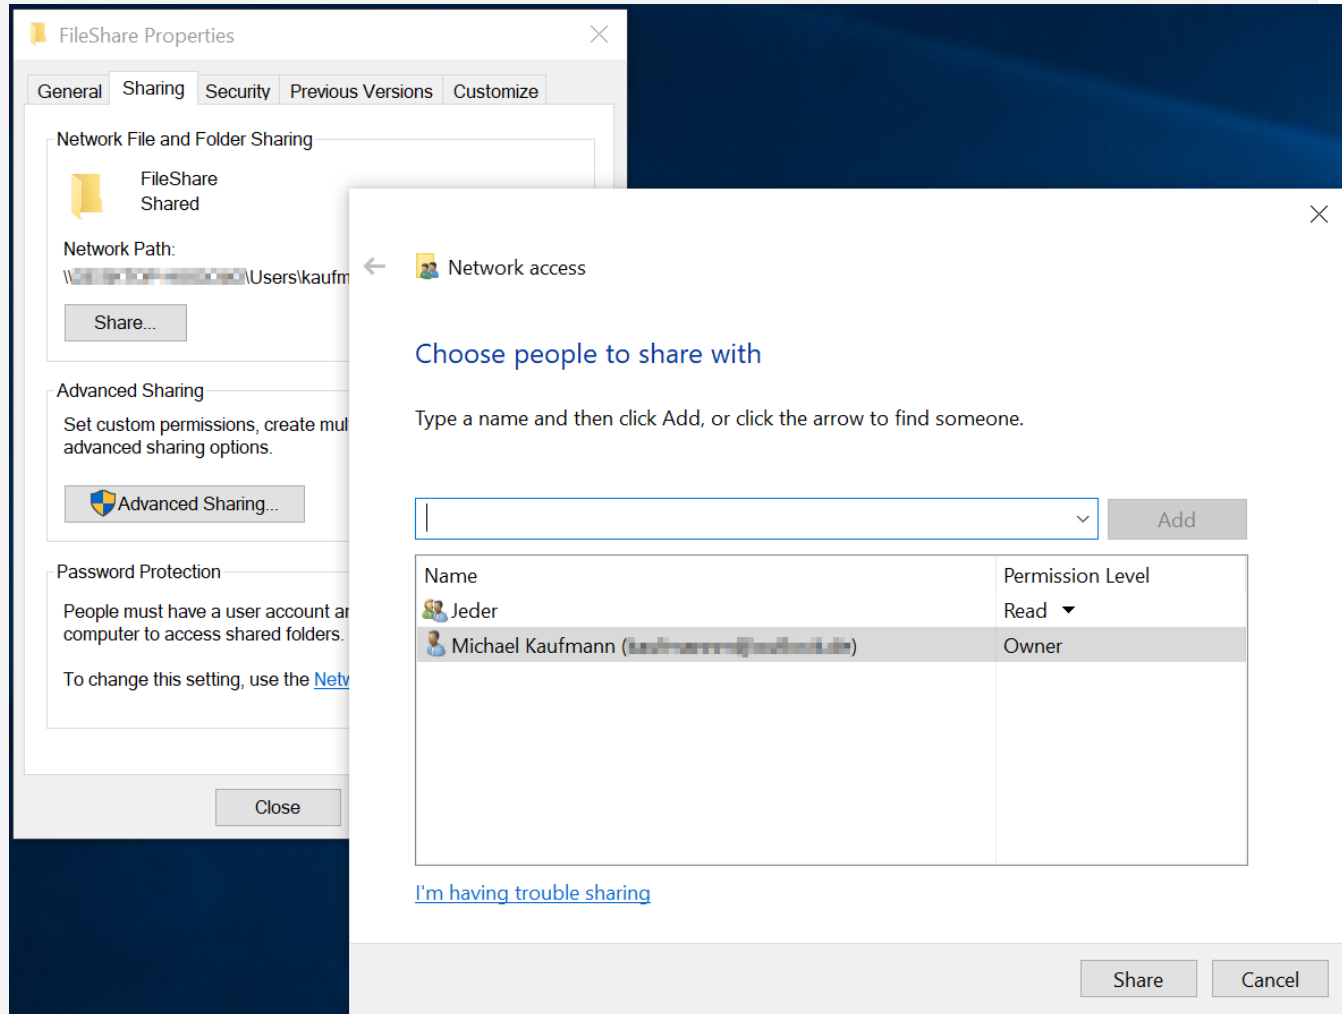 FileShare Properties
General Sharing Security Previous Versions Customize
Network File and Folder Sharing
FileShare
Shared
Network Path:
\\ \Users\kaufm
Share...
Advanced Sharing
Set custom permissions, create mul
advanced sharing options.
Advanced Sharing...
Password Protection
People must have a user account an
computer to access shared folders.
To change this setting, use the Netw
Close
Network access
Choose people to share with
Type a name and then click Add, or click the arrow to find someone.
Add
Name Permission Level
Jeder Read
Michael Kaufmann ( ) Owner
I'm having trouble sharing
Share Cancel